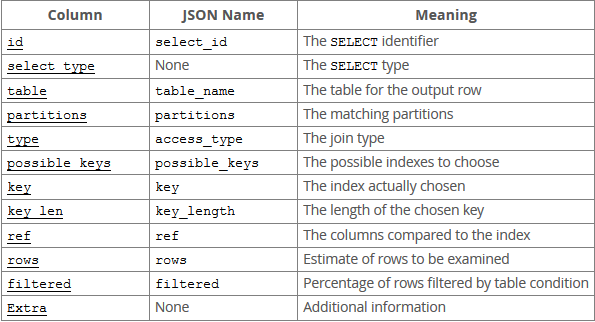 Column JSON Name Meaning
id select_id The SELECT identifier
select_type None The SELECT type
table table_name The table for the output row
partitions partitions The matching partitions
type access_type The join type
possible_keys possible_keys The possible indexes to choose
key key The index actually chosen
key_len key_length The length of the chosen key
ref ref The columns compared to the index
rows rows Estimate of rows to be examined
filtered filtered Percentage of rows filtered by table condition
Extra None Additional information